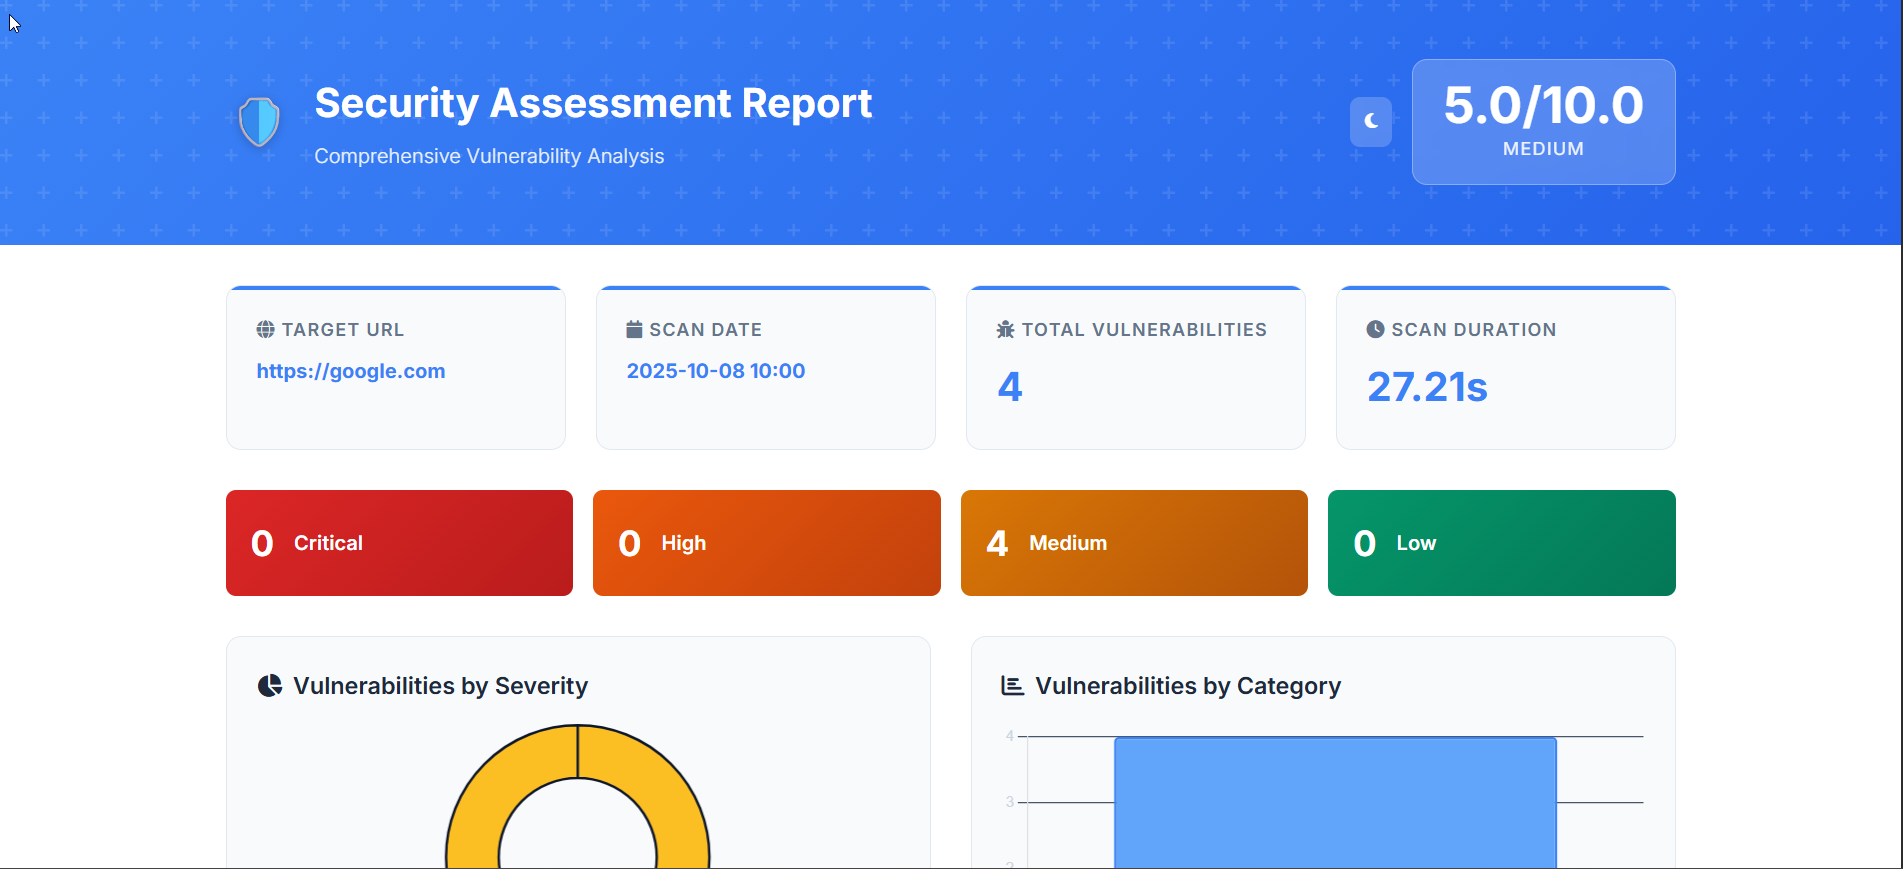 Security Assessment Report
Comprehensive Vulnerability Analysis
5.0/10.0
MEDIUM
TARGET URL
https://google.com
SCAN DATE
2025-10-08 10:00
TOTAL VULNERABILITIES
4
SCAN DURATION
27.21s
0 Critical
0 High
4 Medium
0 Low
Vulnerabilities by Severity
Vulnerabilities by Category
4
3